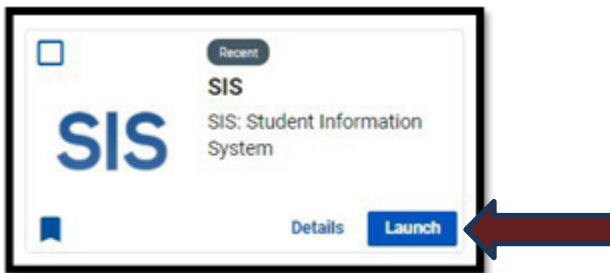 Recent
SIS
SIS
SIS: Student Information
System
Details
Launch